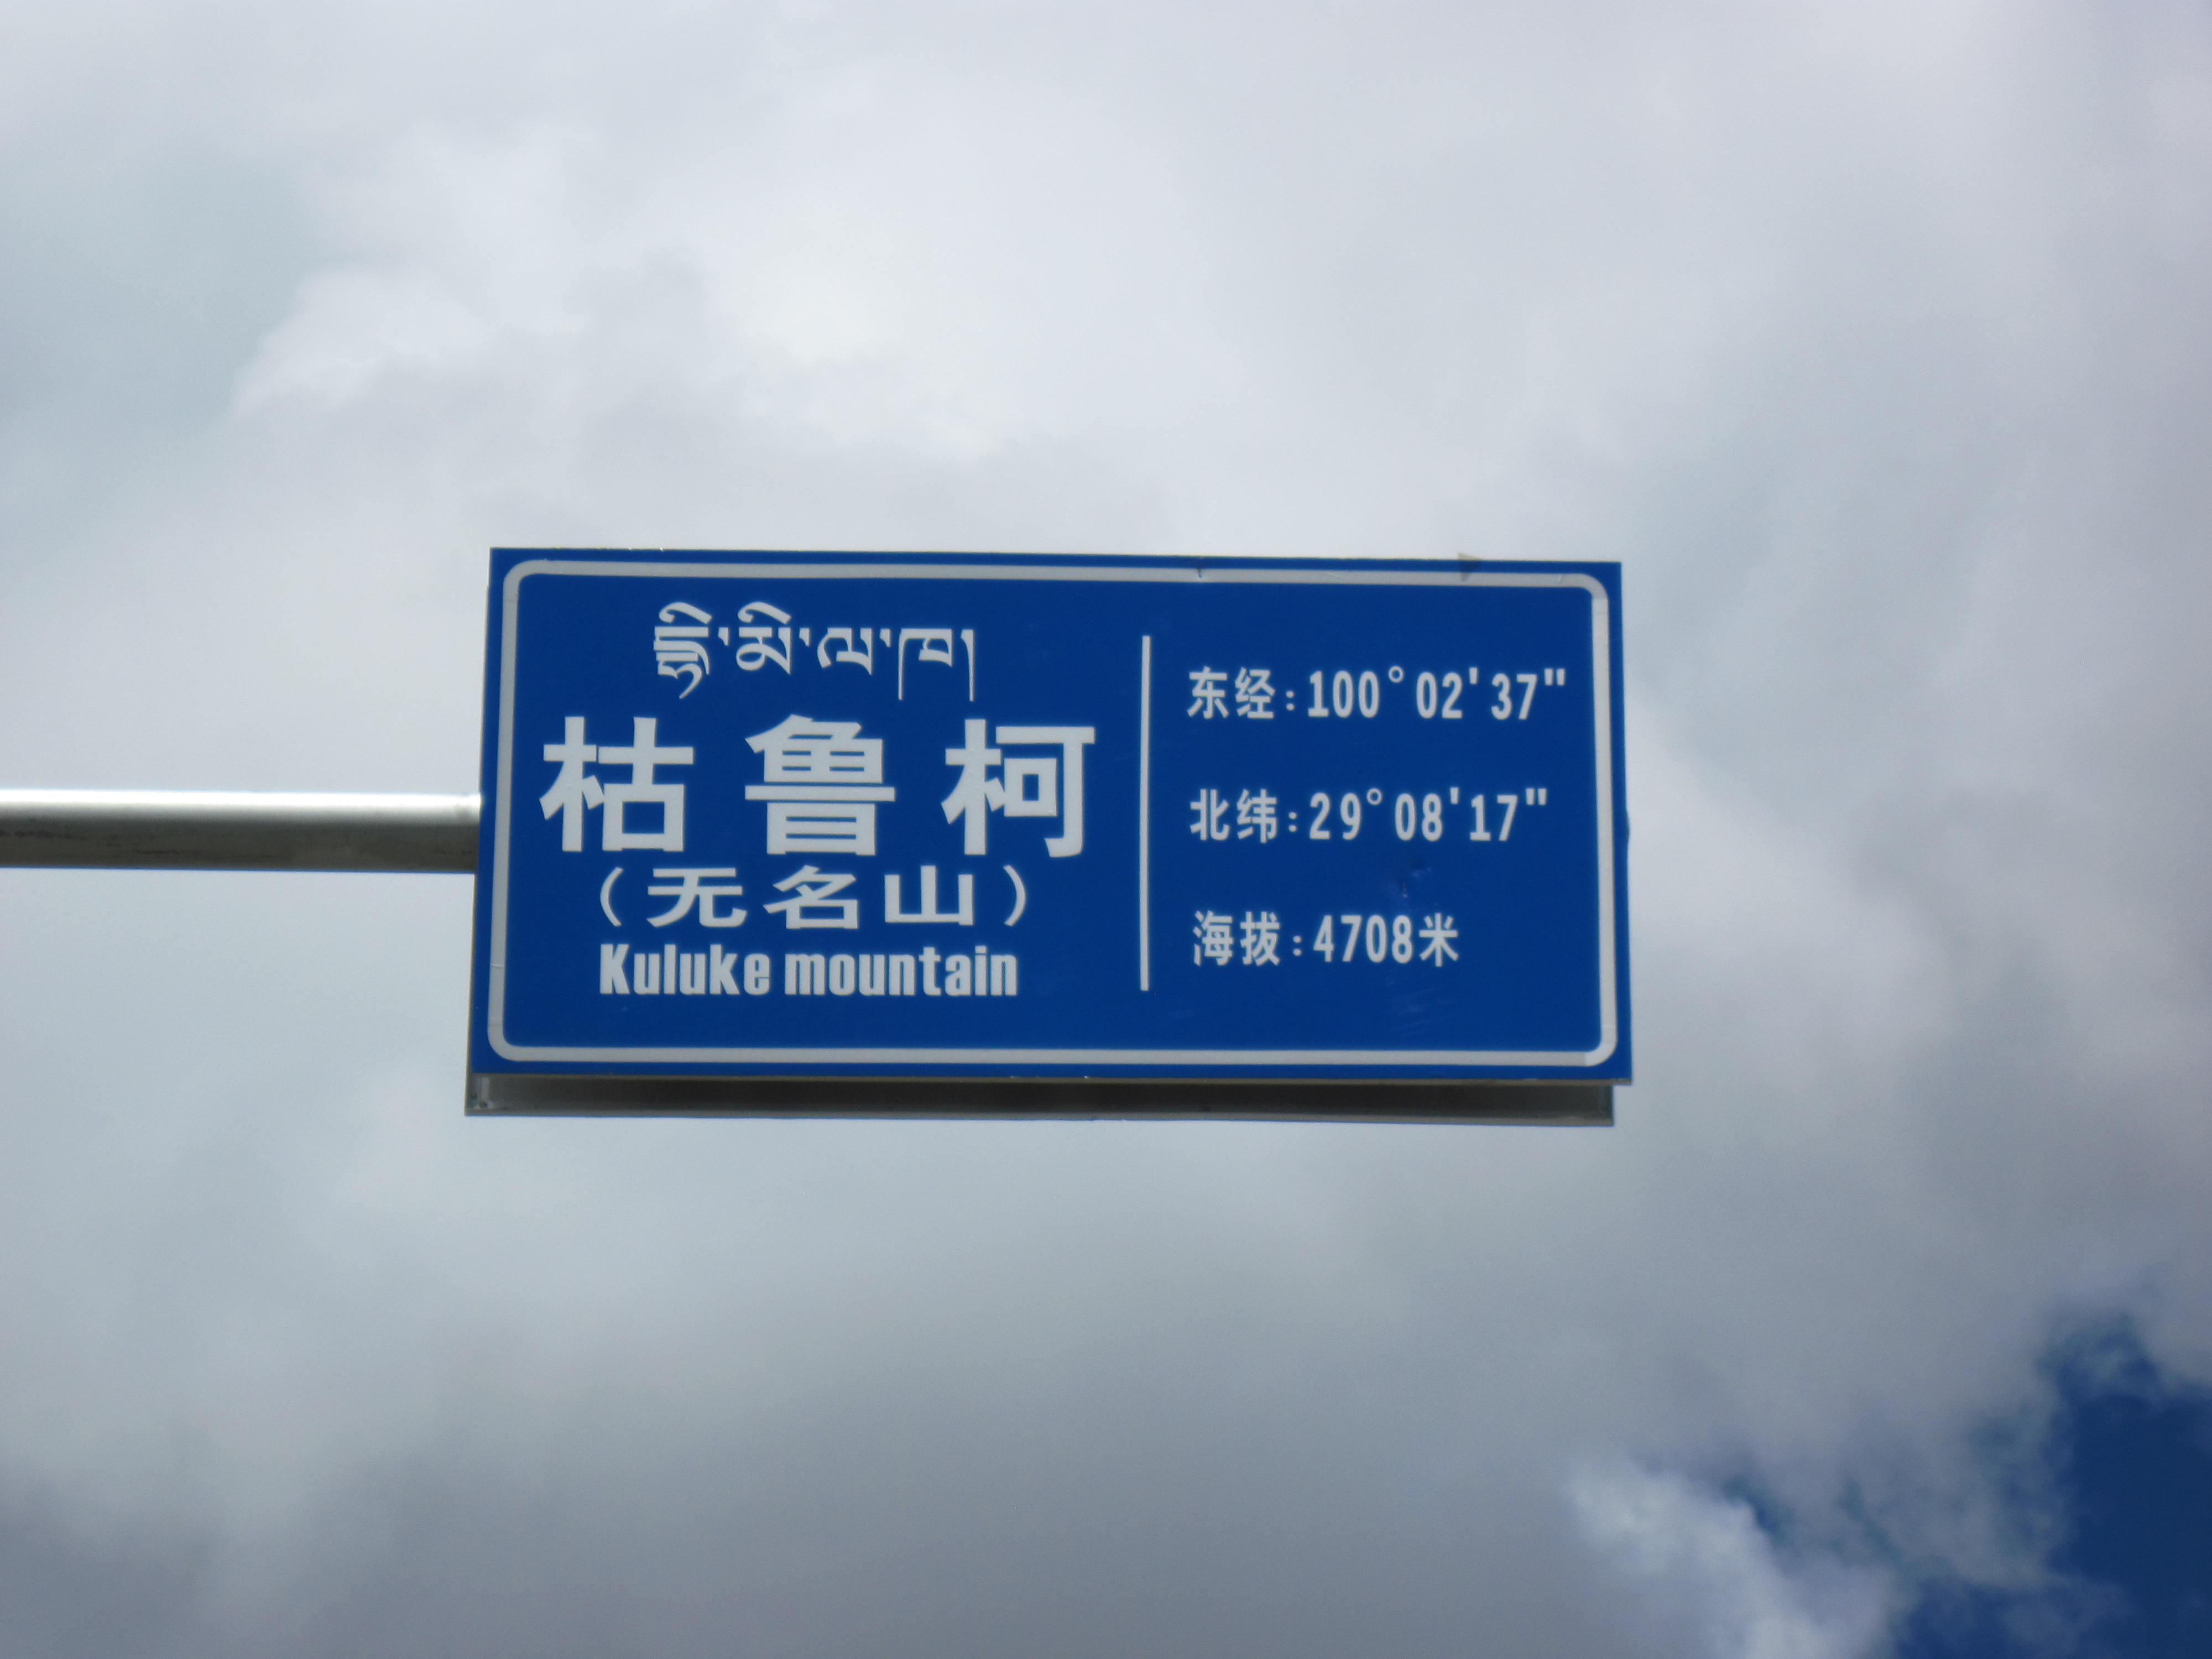 枯鲁柯
（无名山）
Kuluke mountain
东经:100°02'37"
北纬:29°08'17"
海拔:4708米